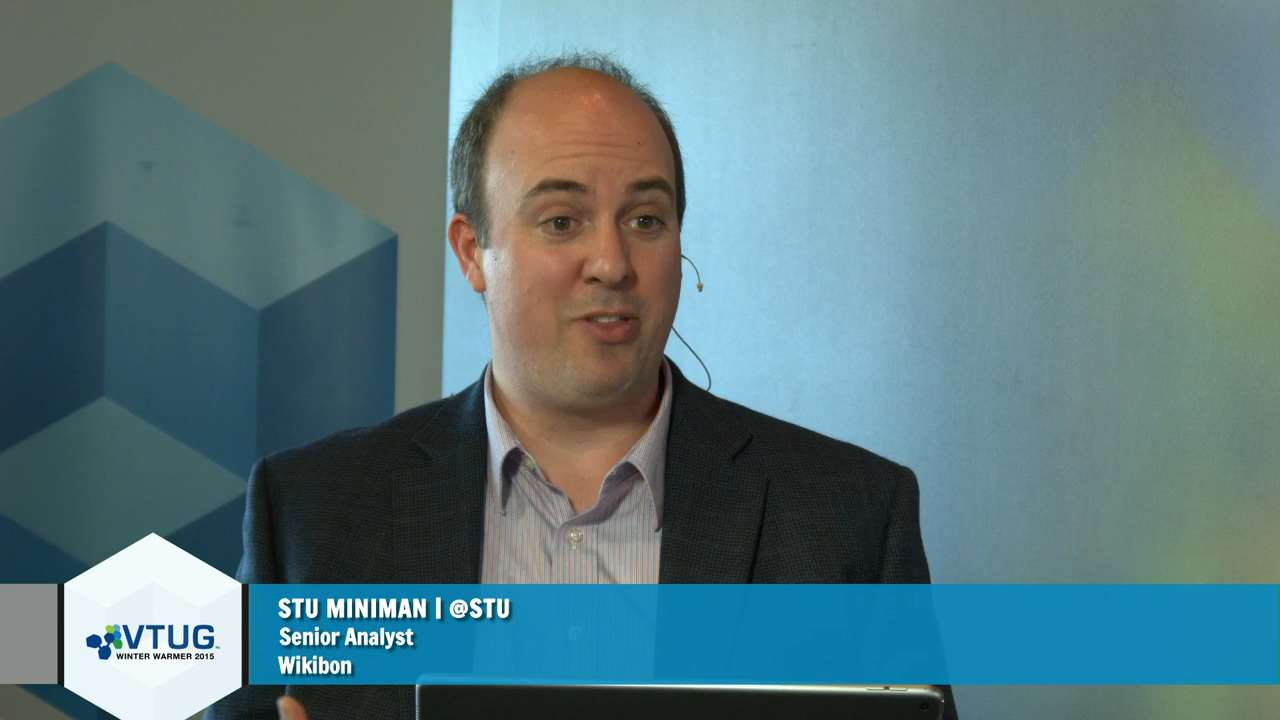 STU MINIMAN | @STU
Senior Analyst
Wikibon
VTUG
WINTER WARMER 2015